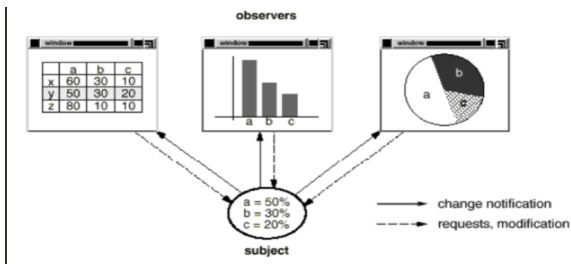 observers
window
window
window
a b c
x 60 30 10
y 50 30 20
z 80 10 10
a b c
a
b
c
a = 50%
b = 30%
c = 20%
subject
change notification
requests, modification